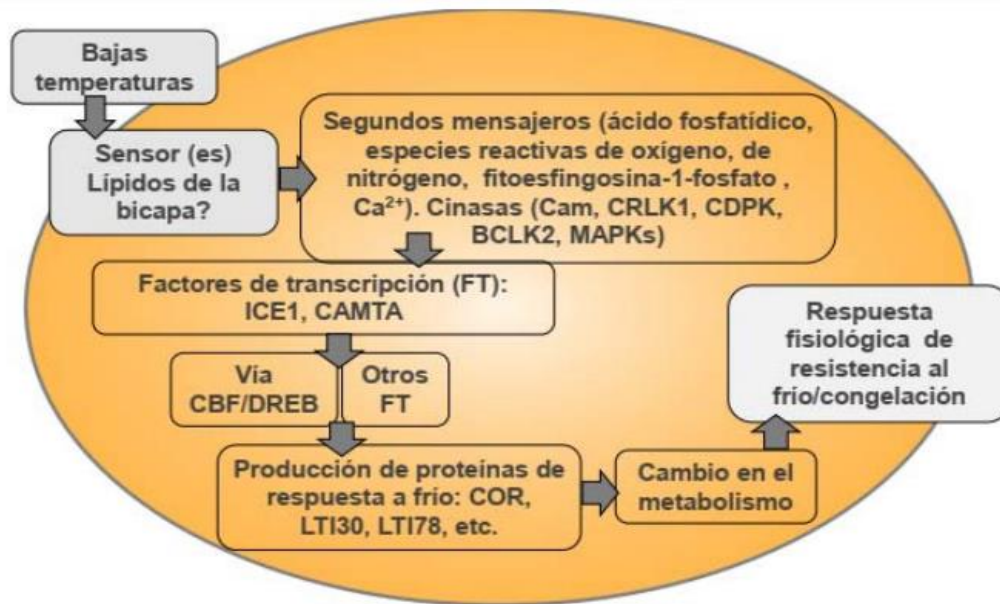 Bajas
temperaturas
Sensor (es)
Lípidos de la
bicapa?
Segundos mensajeros (ácido fosfatídico,
especies reactivas de oxígeno, de
nitrógeno, fitoesfingosina-1-fosfato ,
Ca²⁺). Cinasas (Cam, CRLK1, CDPK,
BCLK2, MAPKs)
Factores de transcripción (FT):
ICE1, CAMTA
Vía
CBF/DREB
Otros
FT
Producción de proteínas de
respuesta a frío: COR,
LTI30, LTI78, etc.
Cambio en el
metabolismo
Respuesta
fisiológica de
resistencia al
frío/congelación